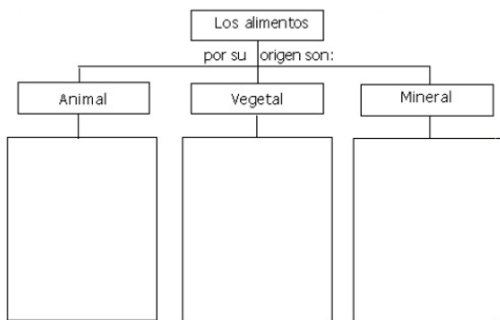 Los alimentos
por su origen son:
Animal
Vegetal
Mineral